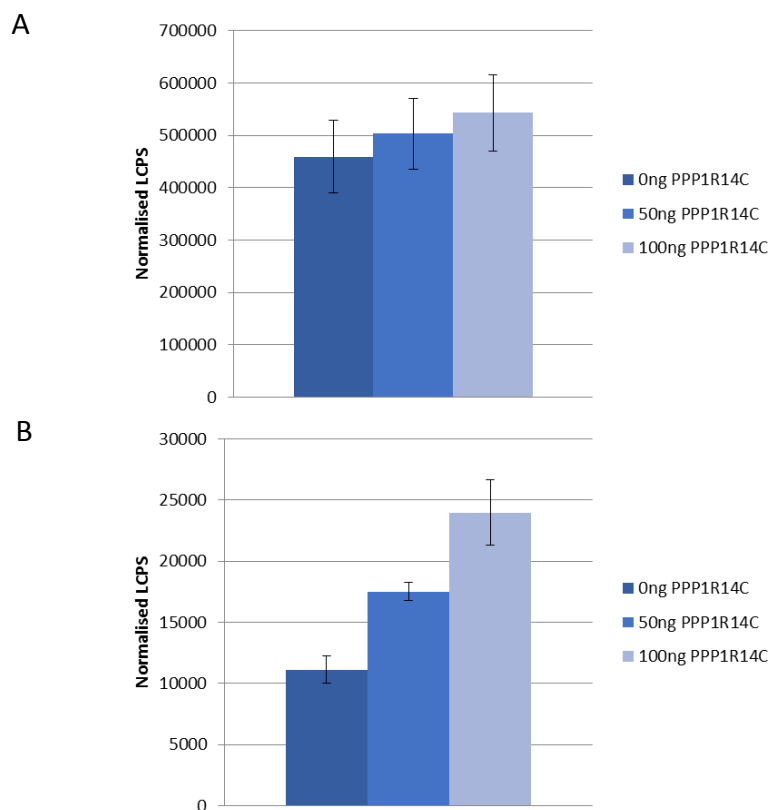 A
700000
600000
500000
400000
300000
200000
100000
0
Normalised LCPS
0ng PPP1R14C
50ng PPP1R14C
100ng PPP1R14C
B
30000
25000
20000
15000
10000
5000
0
Normalised LCPS
0ng PPP1R14C
50ng PPP1R14C
100ng PPP1R14C